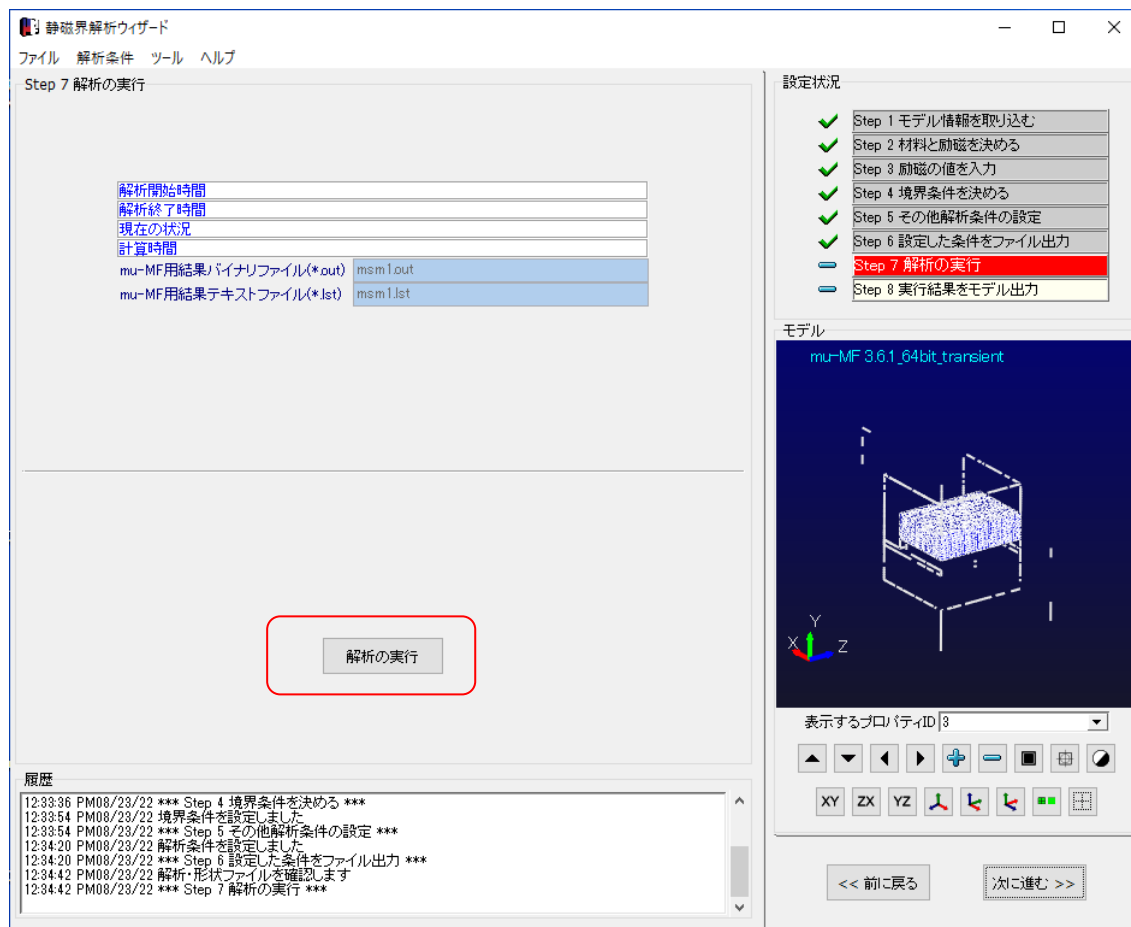 静磁界解析ウィザード
ファイル 解析条件 ツール ヘルプ
Step 7 解析の実行
解析開始時間
解析終了時間
現在の状況
計算時間
mu-MF用結果バイナリファイル(*.out) msm1.out
mu-MF用結果テキストファイル(*.lst) msm1.lst
解析の実行
履歴
12:33:36 PM08/23/22 *** Step 4 境界条件を決める ***
12:33:54 PM08/23/22 境界条件を設定しました
12:33:54 PM08/23/22 *** Step 5 その他解析条件の設定 ***
12:34:20 PM08/23/22 解析条件を設定しました
12:34:20 PM08/23/22 *** Step 6 設定した条件をファイル出力 ***
12:34:42 PM08/23/22 解析・形状ファイルを確認します
12:34:42 PM08/23/22 *** Step 7 解析の実行 ***
設定状況
Step 1 モデル情報を取り込む
Step 2 材料と励磁を決める
Step 3 励磁の値を入力
Step 4 境界条件を決める
Step 5 その他解析条件の設定
Step 6 設定した条件をファイル出力
Step 7 解析の実行
Step 8 実行結果をモデル出力
モデル
mu-MF 3.6.1_64bit_transient
Y
X
Z
表示するプロパティID 3
XY ZX YZ
<< 前に戻る 次に進む >>